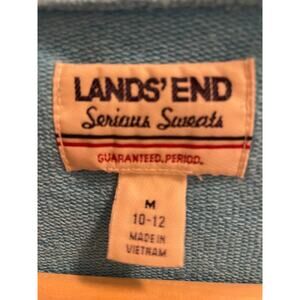 LANDS' END
Serious Sweats
GUARANTEED. PERIOD.
M
10-12
MADE IN
VIETNAM